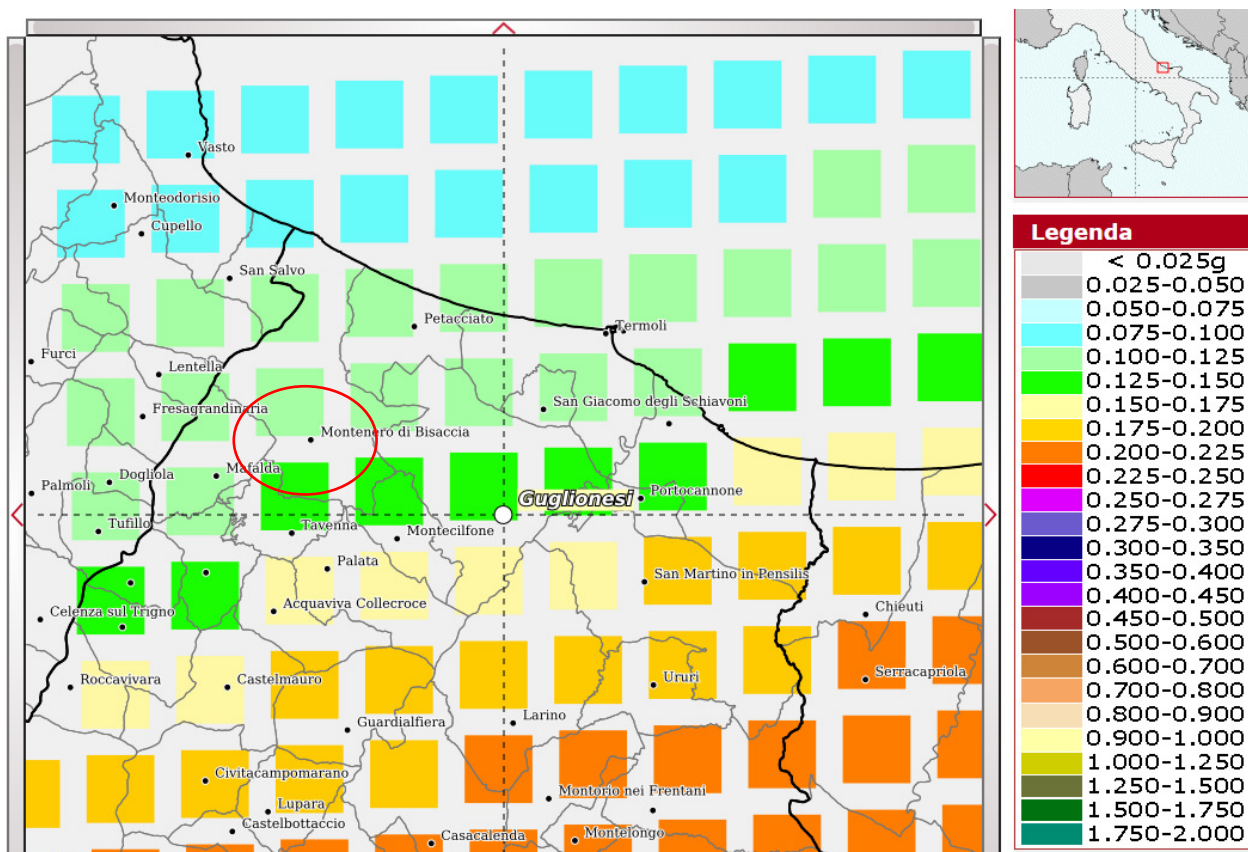 Vasto
Monteodorisio
Cupello
San Salvo
Petacciato
Termoli
Furci
Lentella
Fresagrandinaria
San Giacomo degli Schiavoni
Montenero di Bisaccia
Dogliola
Mafalda
Palmoli
Guglionesi
Portocannone
Tufillo
Tavenna
Montecilfone
Palata
San Martino in Pensilis
Celenza sul Trigno
Acquaviva Collecroce
Chieuti
Roccavivara
Castelmauro
Ururi
Serracapriola
Guardialfiera
Larino
Civitacampomarano
Lupara
Montorio nei Frentani
Castelbottaccio
Casacalenda
Montelongo
Legenda
< 0.025g
0.025-0.050
0.050-0.075
0.075-0.100
0.100-0.125
0.125-0.150
0.150-0.175
0.175-0.200
0.200-0.225
0.225-0.250
0.250-0.275
0.275-0.300
0.300-0.350
0.350-0.400
0.400-0.450
0.450-0.500
0.500-0.600
0.600-0.700
0.700-0.800
0.800-0.900
0.900-1.000
1.000-1.250
1.250-1.500
1.500-1.750
1.750-2.000